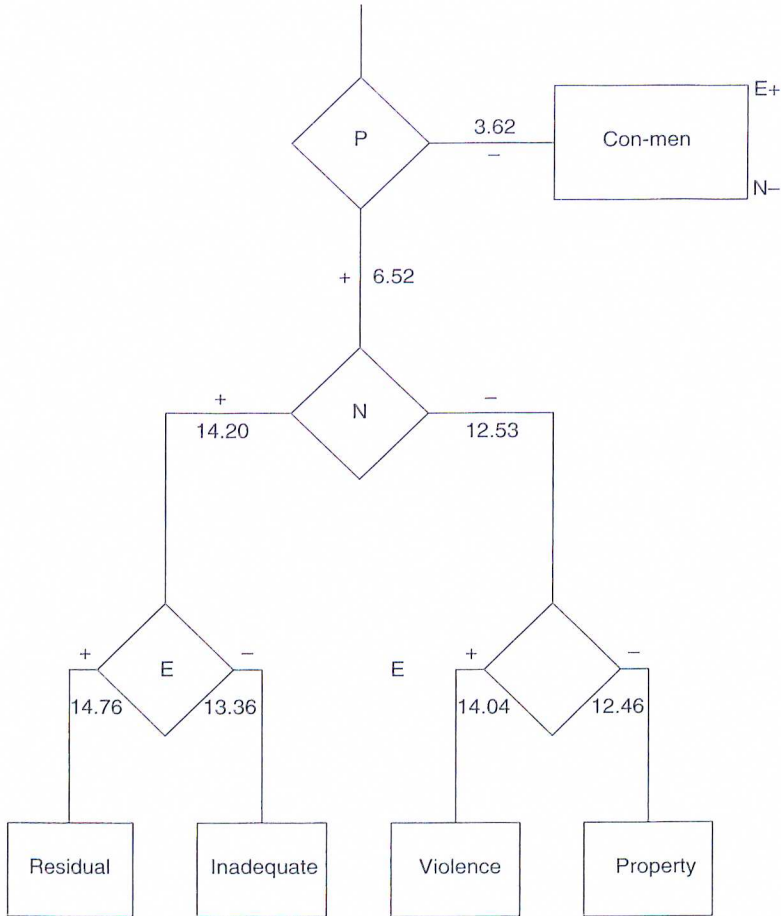 E+
P
3.62
−
Con-men
N−
+ 6.52
+
14.20
N
−
12.53
+
E
−
14.76
13.36
E
+
−
14.04
12.46
Residual
Inadequate
Violence
Property